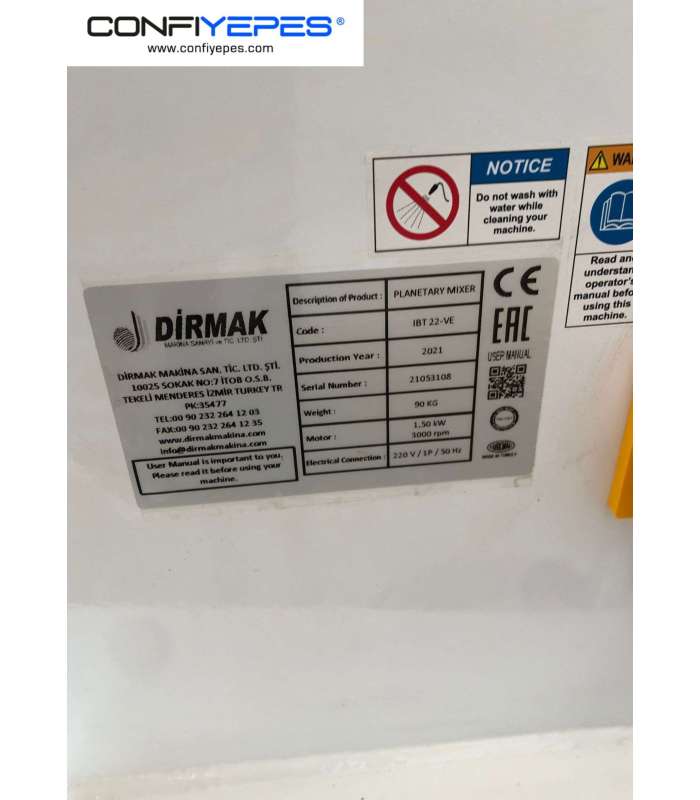 CONFIYEPES®
www.confiyepes.com
NOTICE
Do not wash with
water while
cleaning your
machine.
Read and
understan
operator's
manual befo
using this
machine.
DİRMAK
MAKİNA SANAYİ ve TİC. LTD. ŞTİ
DİRMAK MAKİNA SAN. TİC. LTD. ŞTİ.
10025 SOKAK NO:7 İTOB O.S.B.
TEKELİ MENDERES İZMİR TURKEY TR
PK:35477
TEL:00 90 232 264 12 03
FAX:00 90 232 264 12 35
www.dirmakmakina.com
info@dirmakmakina.com
User Manual is important to you.
Please read it before using your
machine.
Description of Product : PLANETARY MIXER
Code : IBT 22-VE
Production Year : 2021
Serial Number : 21053108
Weight : 90 KG
Motor : 1,50 kW
3000 rpm
Electrical Connection : 220 V / 1P / 50 Hz
CE
EAC
USER MANUAL
MADE IN TURKEY